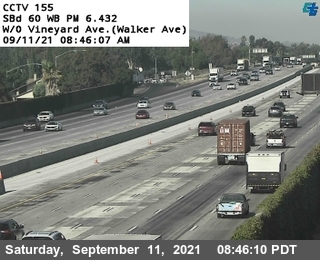 CCTV 155
SBd 60 WB PM 6.432
W/O Vineyard Ave.(Walker Ave)
09/11/21 08:46:07 AM
Saturday, September 11, 2021 08:46:10 PDT